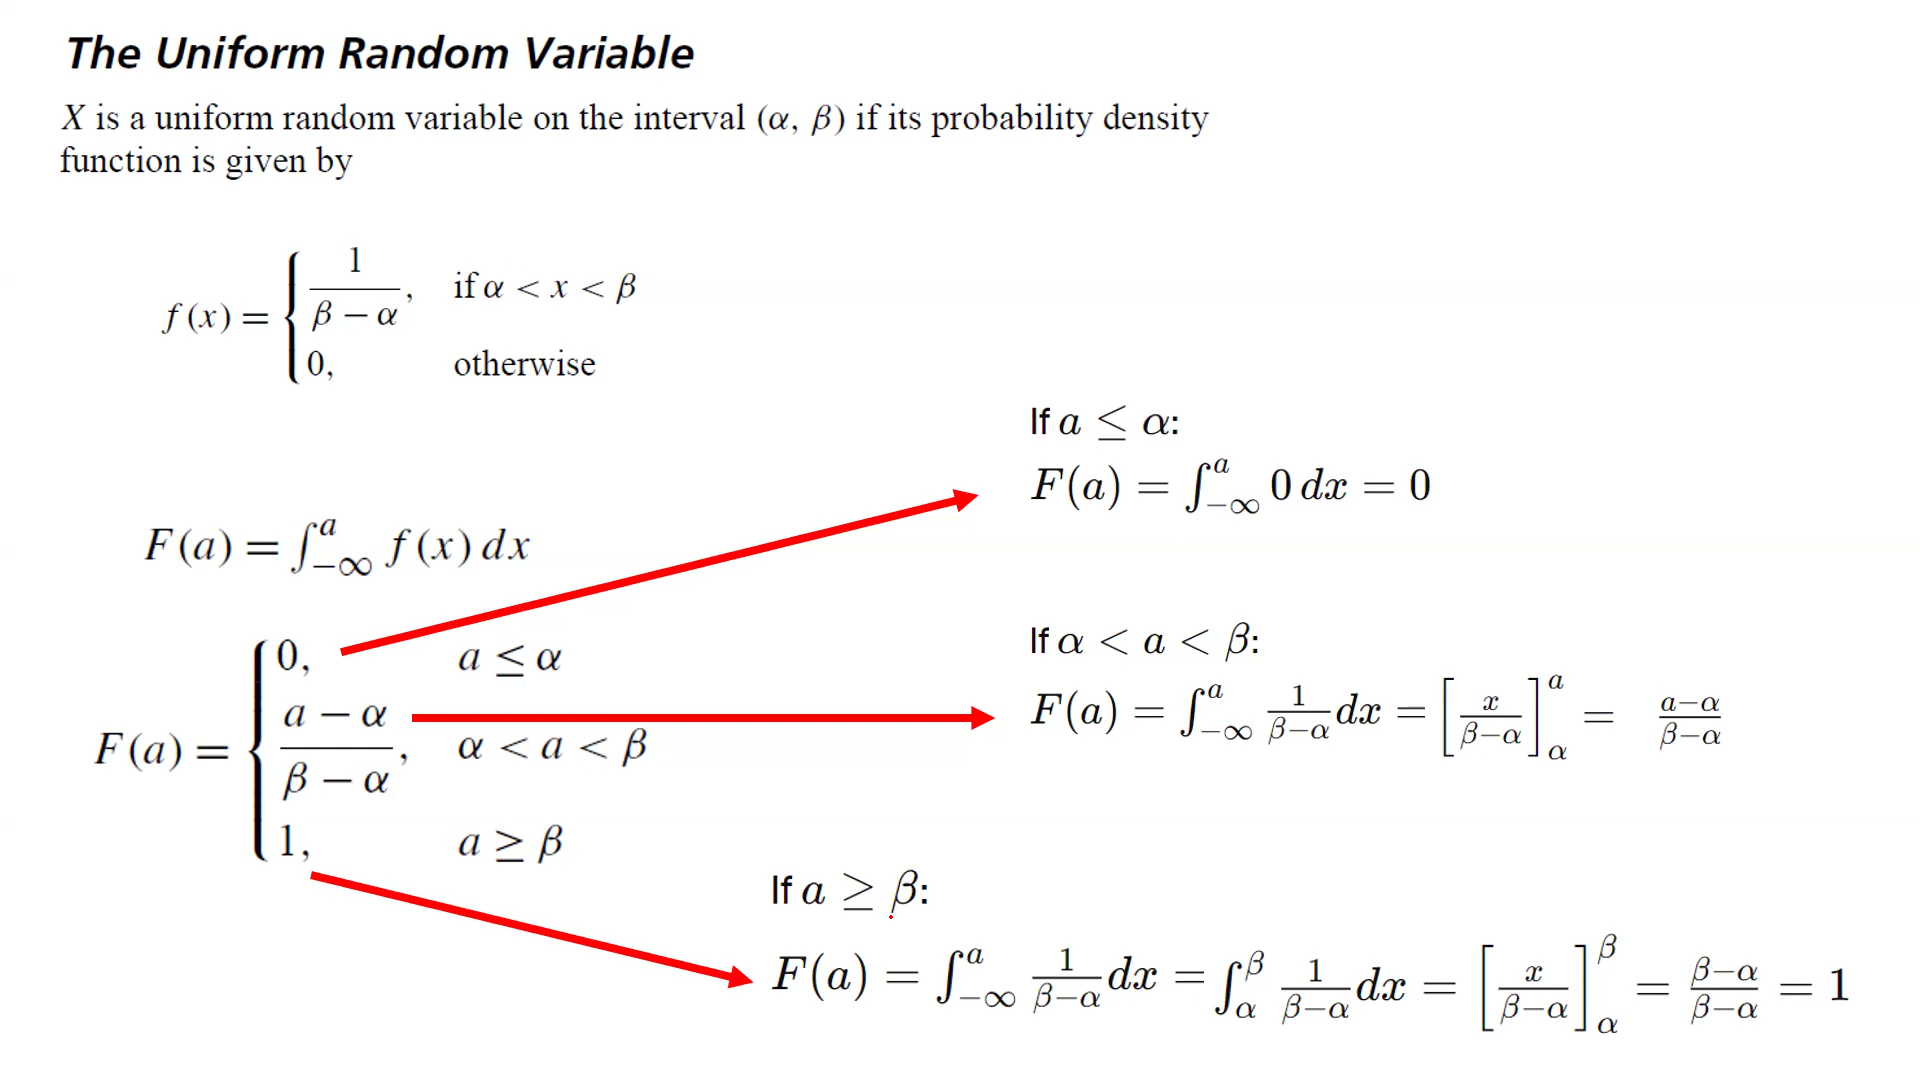 The Uniform Random Variable
X is a uniform random variable on the interval (α, β) if its probability density
function is given by
f(x) = { 1/(β − α), if α < x < β
0, otherwise
F(a) = ∫_{−∞}^{a} f(x) dx
F(a) = { 0, a ≤ α
(a − α)/(β − α), α < a < β
1, a ≥ β
If a ≤ α:
F(a) = ∫_{−∞}^{a} 0 dx = 0
If α < a < β:
F(a) = ∫_{−∞}^{a} 1/(β−α) dx = [x/(β−α)]_{α}^{a} = (a−α)/(β−α)
If a ≥ β:
F(a) = ∫_{−∞}^{a} 1/(β−α) dx = ∫_{α}^{β} 1/(β−α) dx = [x/(β−α)]_{α}^{β} = (β−α)/(β−α) = 1